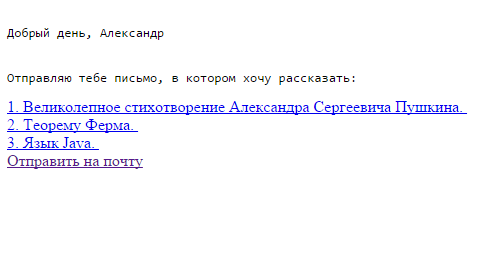 Добрый день, Александр
Отправляю тебе письмо, в котором хочу рассказать:
1. Великолепное стихотворение Александра Сергеевича Пушкина.
2. Теорему Ферма.
3. Язык Java.
Отправить на почту